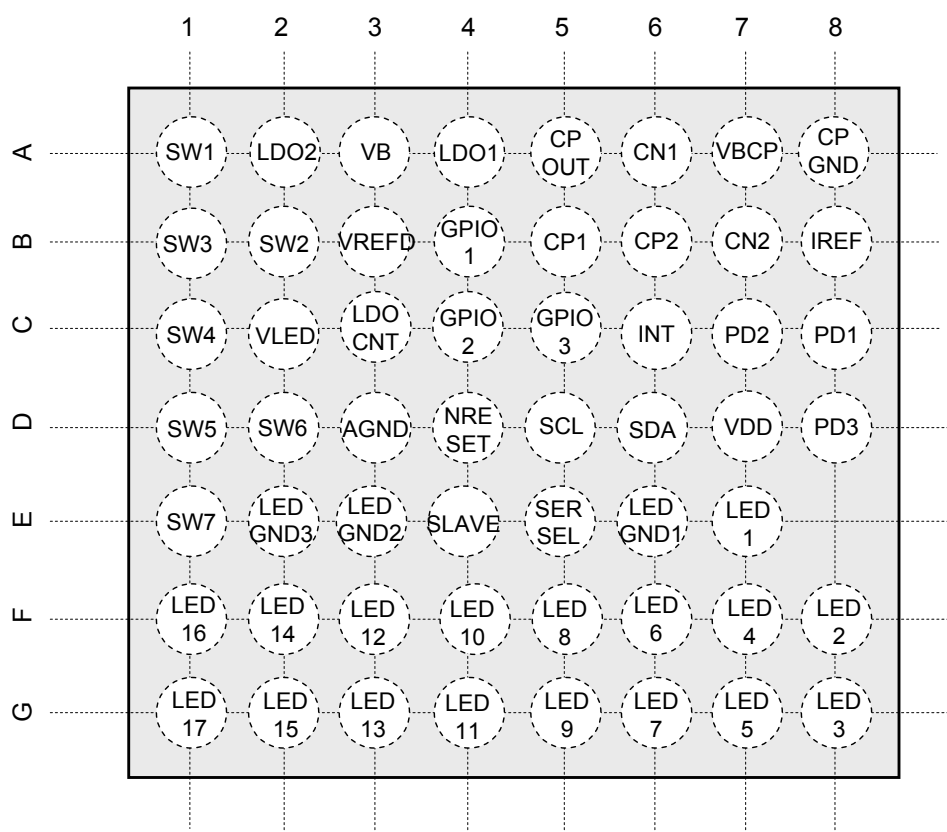 1 2 3 4 5 6 7 8
A SW1 LDO2 VB LDO1 CP OUT CN1 VBCP CP GND
B SW3 SW2 VREFD GPIO 1 CP1 CP2 CN2 IREF
C SW4 VLED LDO CNT GPIO 2 GPIO 3 INT PD2 PD1
D SW5 SW6 AGND NRE SET SCL SDA VDD PD3
E SW7 LED GND3 LED GND2 SLAVE SER SEL LED GND1 LED 1
F LED 16 LED 14 LED 12 LED 10 LED 8 LED 6 LED 4 LED 2
G LED 17 LED 15 LED 13 LED 11 LED 9 LED 7 LED 5 LED 3